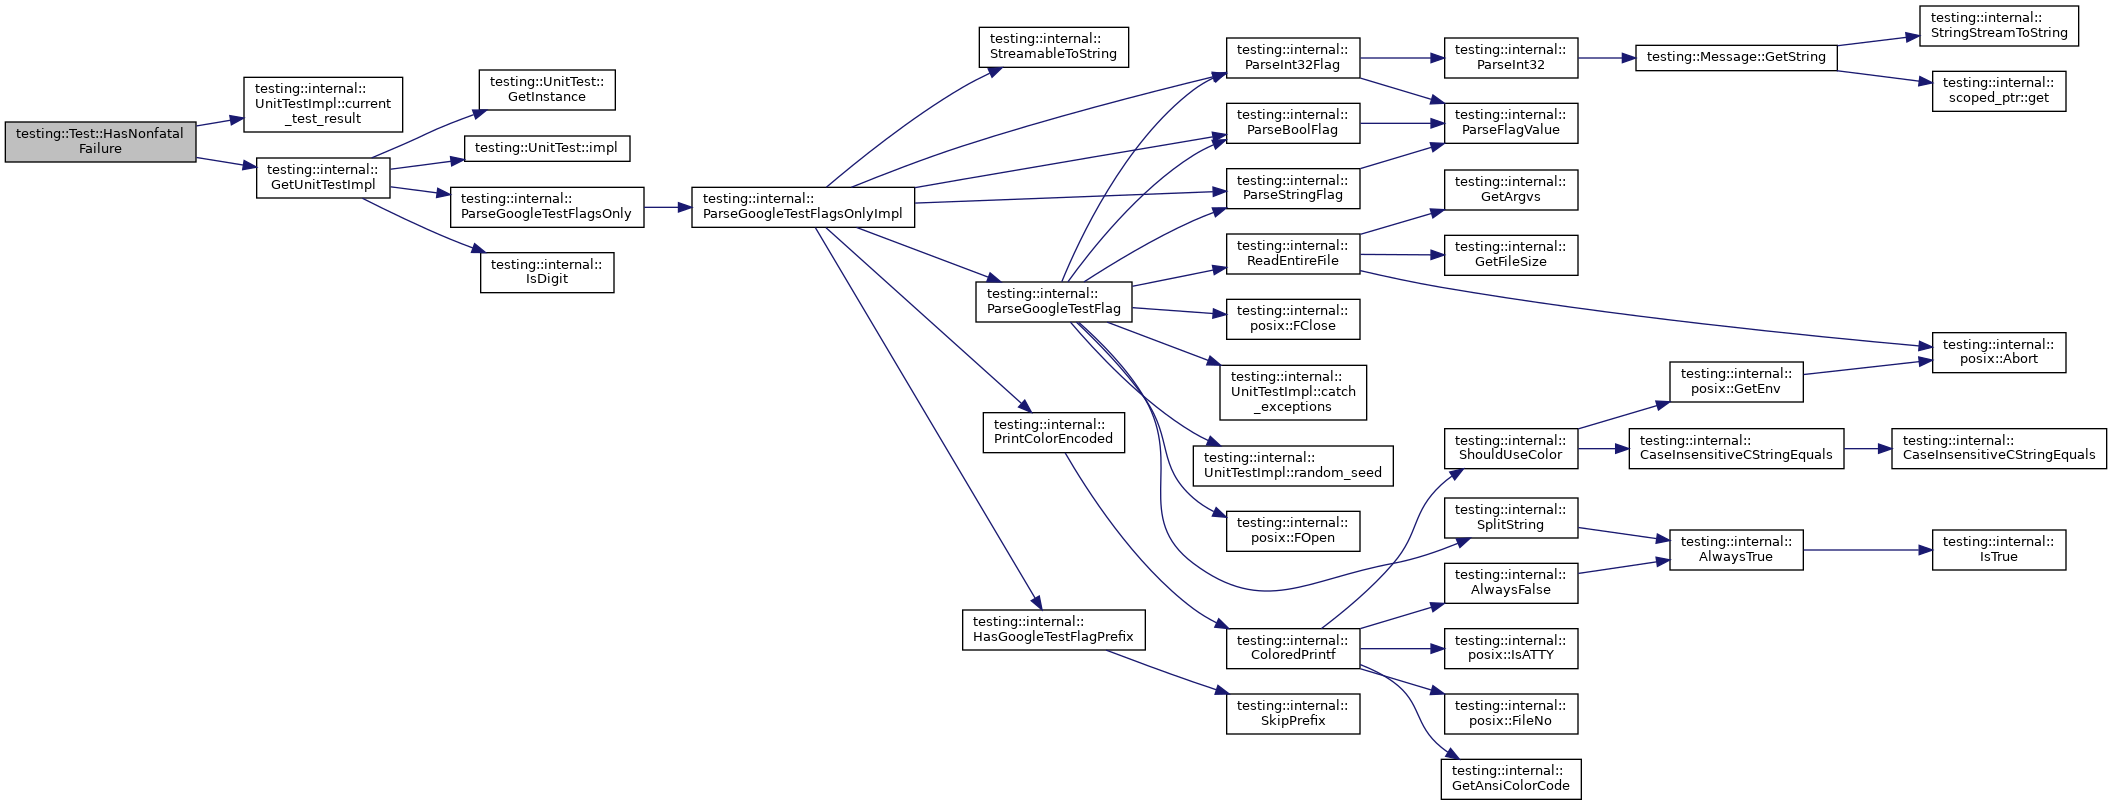 testing::Test::HasNonfatal
Failure
testing::internal::
UnitTestImpl::current
_test_result
testing::internal::
GetUnitTestImpl
testing::UnitTest::
GetInstance
testing::UnitTest::impl
testing::internal::
ParseGoogleTestFlagsOnly
testing::internal::
IsDigit
testing::internal::
ParseGoogleTestFlagsOnlyImpl
testing::internal::
StreamableToString
testing::internal::
ParseGoogleTestFlag
testing::internal::
PrintColorEncoded
testing::internal::
HasGoogleTestFlagPrefix
testing::internal::
ParseInt32Flag
testing::internal::
ParseBoolFlag
testing::internal::
ParseStringFlag
testing::internal::
ReadEntireFile
testing::internal::
posix::FClose
testing::internal::
UnitTestImpl::catch
_exceptions
testing::internal::
UnitTestImpl::random_seed
testing::internal::
posix::FOpen
testing::internal::
ColoredPrintf
testing::internal::
SkipPrefix
testing::internal::
ParseInt32
testing::internal::
ParseFlagValue
testing::internal::
GetArgvs
testing::internal::
GetFileSize
testing::internal::
ShouldUseColor
testing::internal::
SplitString
testing::internal::
AlwaysFalse
testing::internal::
posix::IsATTY
testing::internal::
posix::FileNo
testing::internal::
GetAnsiColorCode
testing::Message::GetString
testing::internal::
posix::GetEnv
testing::internal::
CaseInsensitiveCStringEquals
testing::internal::
AlwaysTrue
testing::internal::
StringStreamToString
testing::internal::
scoped_ptr::get
testing::internal::
posix::Abort
testing::internal::
CaseInsensitiveCStringEquals
testing::internal::
IsTrue